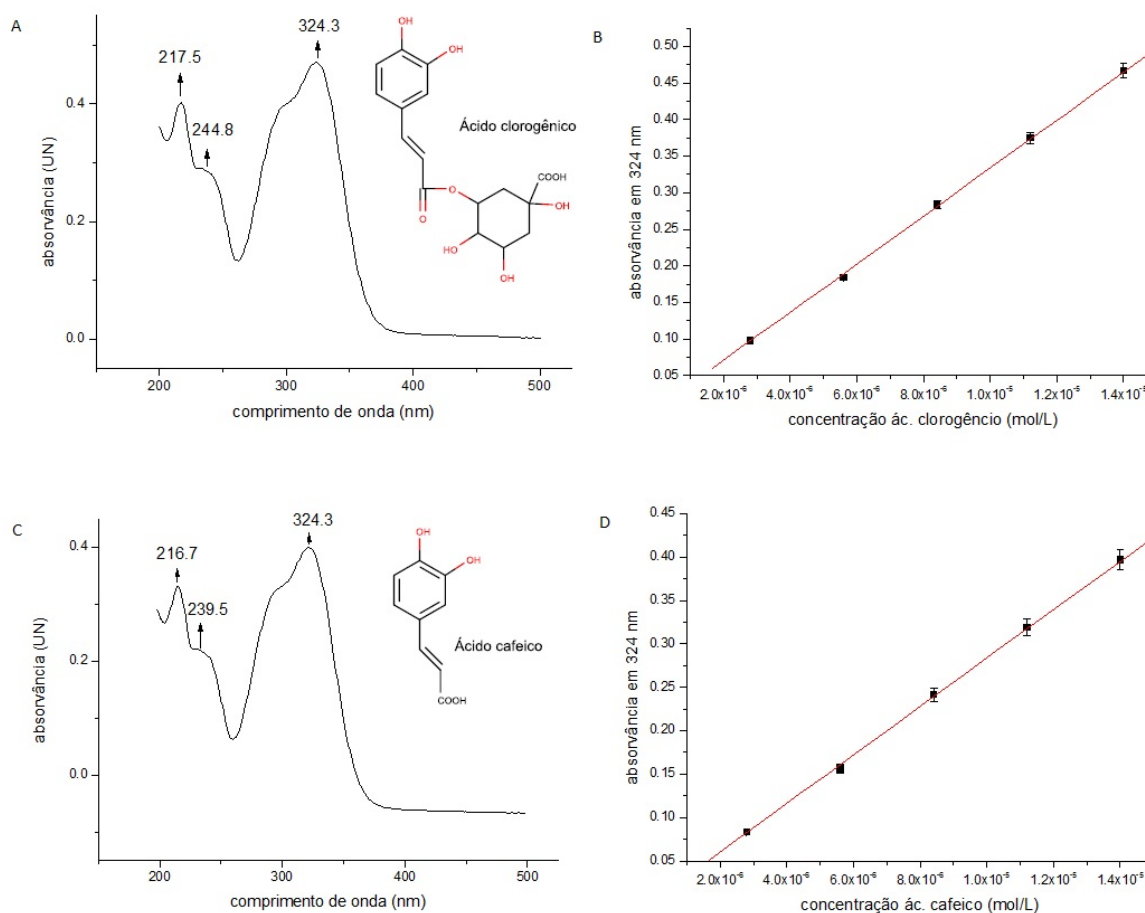 A
217.5
244.8
324.3
OH
OH
Ácido clorogênico
O
O
COOH
OH
HO
OH
0.4
0.2
0.0
absorvância (UN)
200
300
400
500
comprimento de onda (nm)
B
0.50
0.45
0.40
0.35
0.30
0.25
0.20
0.15
0.10
0.05
absorvância em 324 nm
2.0x10⁻⁶ 4.0x10⁻⁶ 6.0x10⁻⁶ 8.0x10⁻⁶ 1.0x10⁻⁵ 1.2x10⁻⁵ 1.4x10⁻⁵
concentração ác. clorogêncio (mol/L)
C
216.7
239.5
324.3
OH
OH
Ácido cafeico
COOH
0.4
0.2
0.0
absorvância (UN)
200
300
400
500
comprimento de onda (nm)
D
0.45
0.40
0.35
0.30
0.25
0.20
0.15
0.10
0.05
absorvância em 324 nm
2.0x10⁻⁶ 4.0x10⁻⁶ 6.0x10⁻⁶ 8.0x10⁻⁶ 1.0x10⁻⁵ 1.2x10⁻⁵ 1.4x10⁻⁵
concentração ác. cafeico (mol/L)